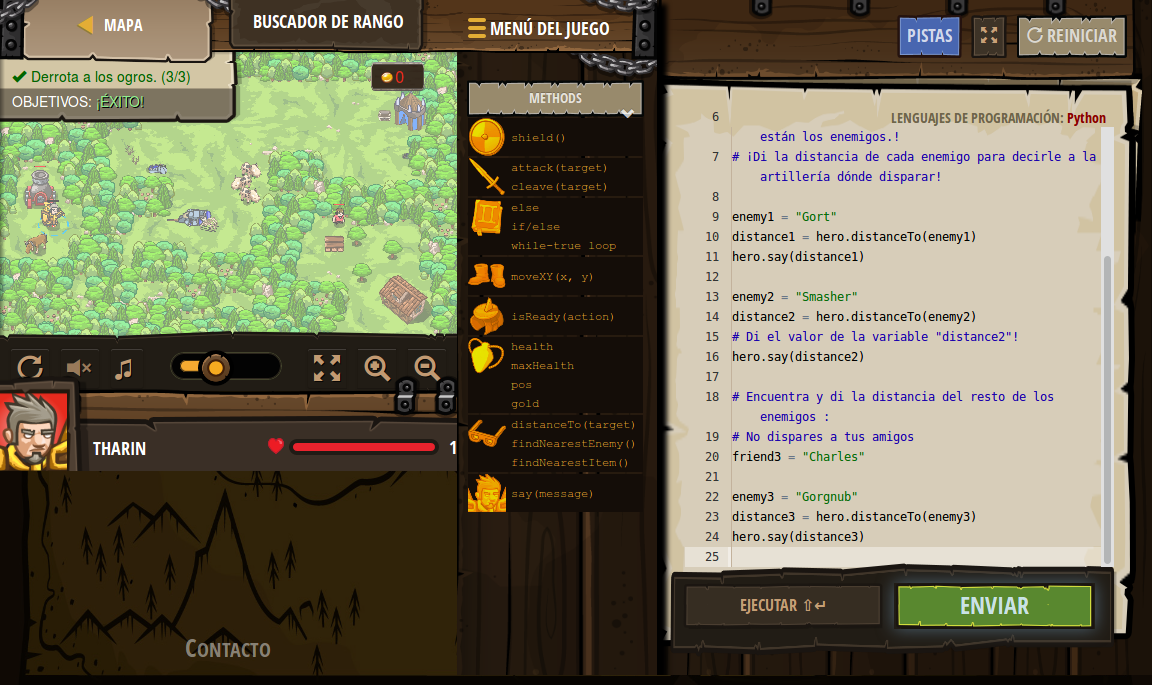 MAPA
BUSCADOR DE RANGO
MENÚ DEL JUEGO
PISTAS
REINICIAR
Derrota a los ogros. (3/3)
OBJETIVOS: ¡ÉXITO!
0
METHODS
shield()
attack(target)
cleave(target)
else
if/else
while-true loop
moveXY(x, y)
isReady(action)
health
maxHealth
pos
gold
distanceTo(target)
findNearestEnemy()
findNearestItem()
say(message)
THARIN
1
CONTACTO
LENGUAJES DE PROGRAMACIÓN: Python
6
están los enemigos.!
7 # ¡Di la distancia de cada enemigo para decirle a la
artillería dónde disparar!
8
9 enemy1 = "Gort"
10 distance1 = hero.distanceTo(enemy1)
11 hero.say(distance1)
12
13 enemy2 = "Smasher"
14 distance2 = hero.distanceTo(enemy2)
15 # Di el valor de la variable "distance2"!
16 hero.say(distance2)
17
18 # Encuentra y di la distancia del resto de los
enemigos :
19 # No dispares a tus amigos
20 friend3 = "Charles"
21
22 enemy3 = "Gorgnub"
23 distance3 = hero.distanceTo(enemy3)
24 hero.say(distance3)
25
EJECUTAR ⇧↵
ENVIAR